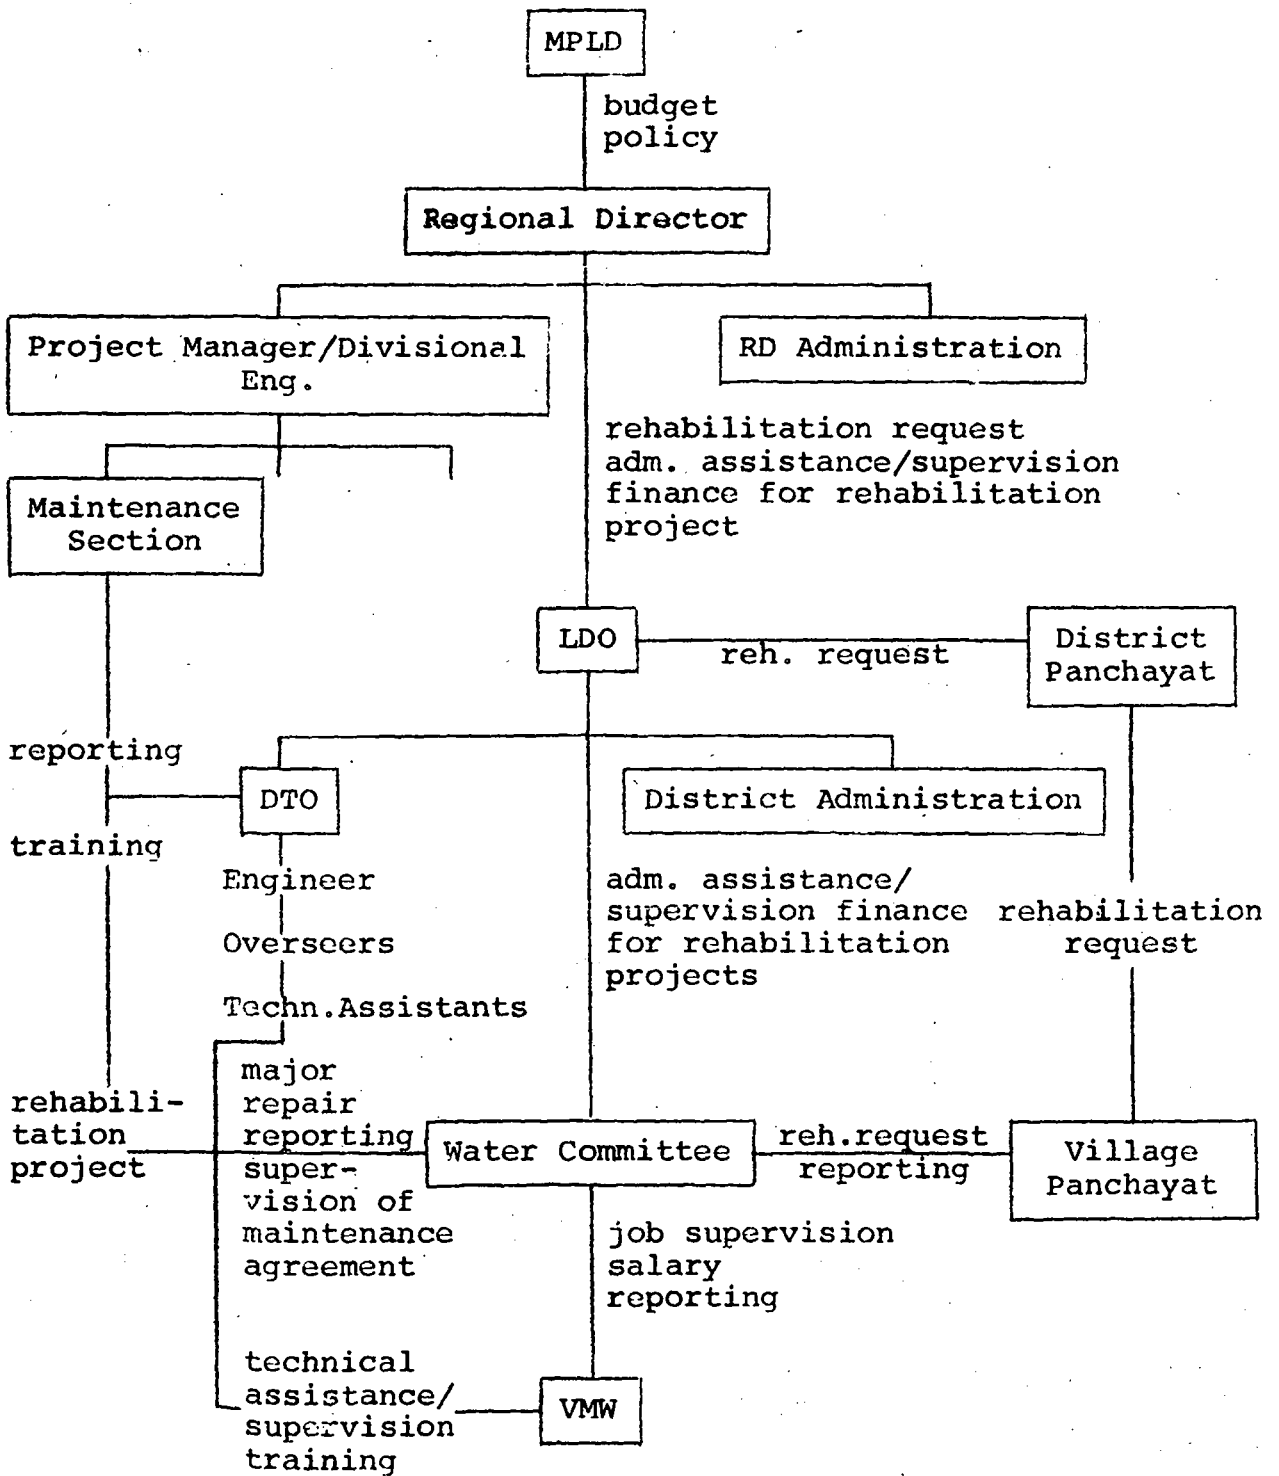 MPLD
budget
policy
Regional Director
Project Manager/Divisional
Eng.
RD Administration
rehabilitation request
adm. assistance/supervision
finance for rehabilitation
project
Maintenance
Section
LDO
reh. request
District
Panchayat
reporting
DTO
District Administration
training
Engineer
Overseers
Techn.Assistants
adm. assistance/
supervision finance
for rehabilitation
projects
rehabilitation
request
rehabili-
tation
project
major
repair
reporting
super-
vision of
maintenance
agreement
Water Committee
reh.request
reporting
Village
Panchayat
job supervision
salary
reporting
technical
assistance/
supervision
training
VMW